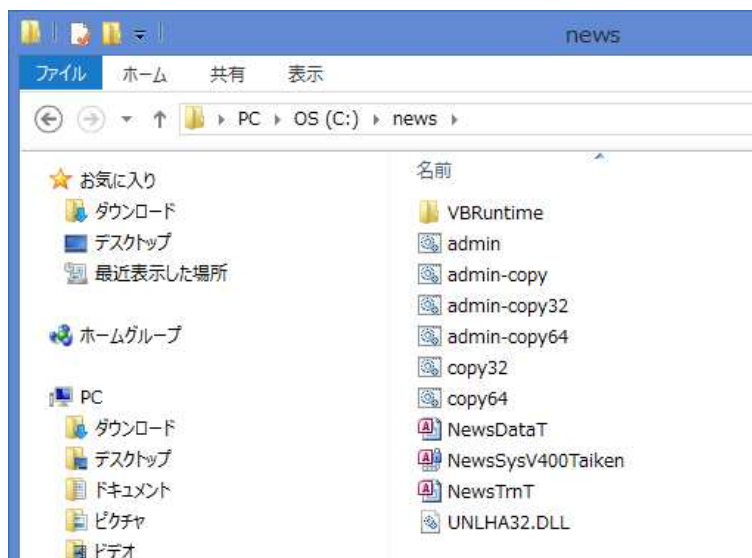 news
ファイル ホーム 共有 表示
PC OS (C:) news
お気に入り
ダウンロード
デスクトップ
最近表示した場所
ホームグループ
PC
ダウンロード
デスクトップ
ドキュメント
ピクチャ
ビデオ
名前
VBRuntime
admin
admin-copy
admin-copy32
admin-copy64
copy32
copy64
NewsDataT
NewsSysV400Taiken
NewsTrnT
UNLHA32.DLL